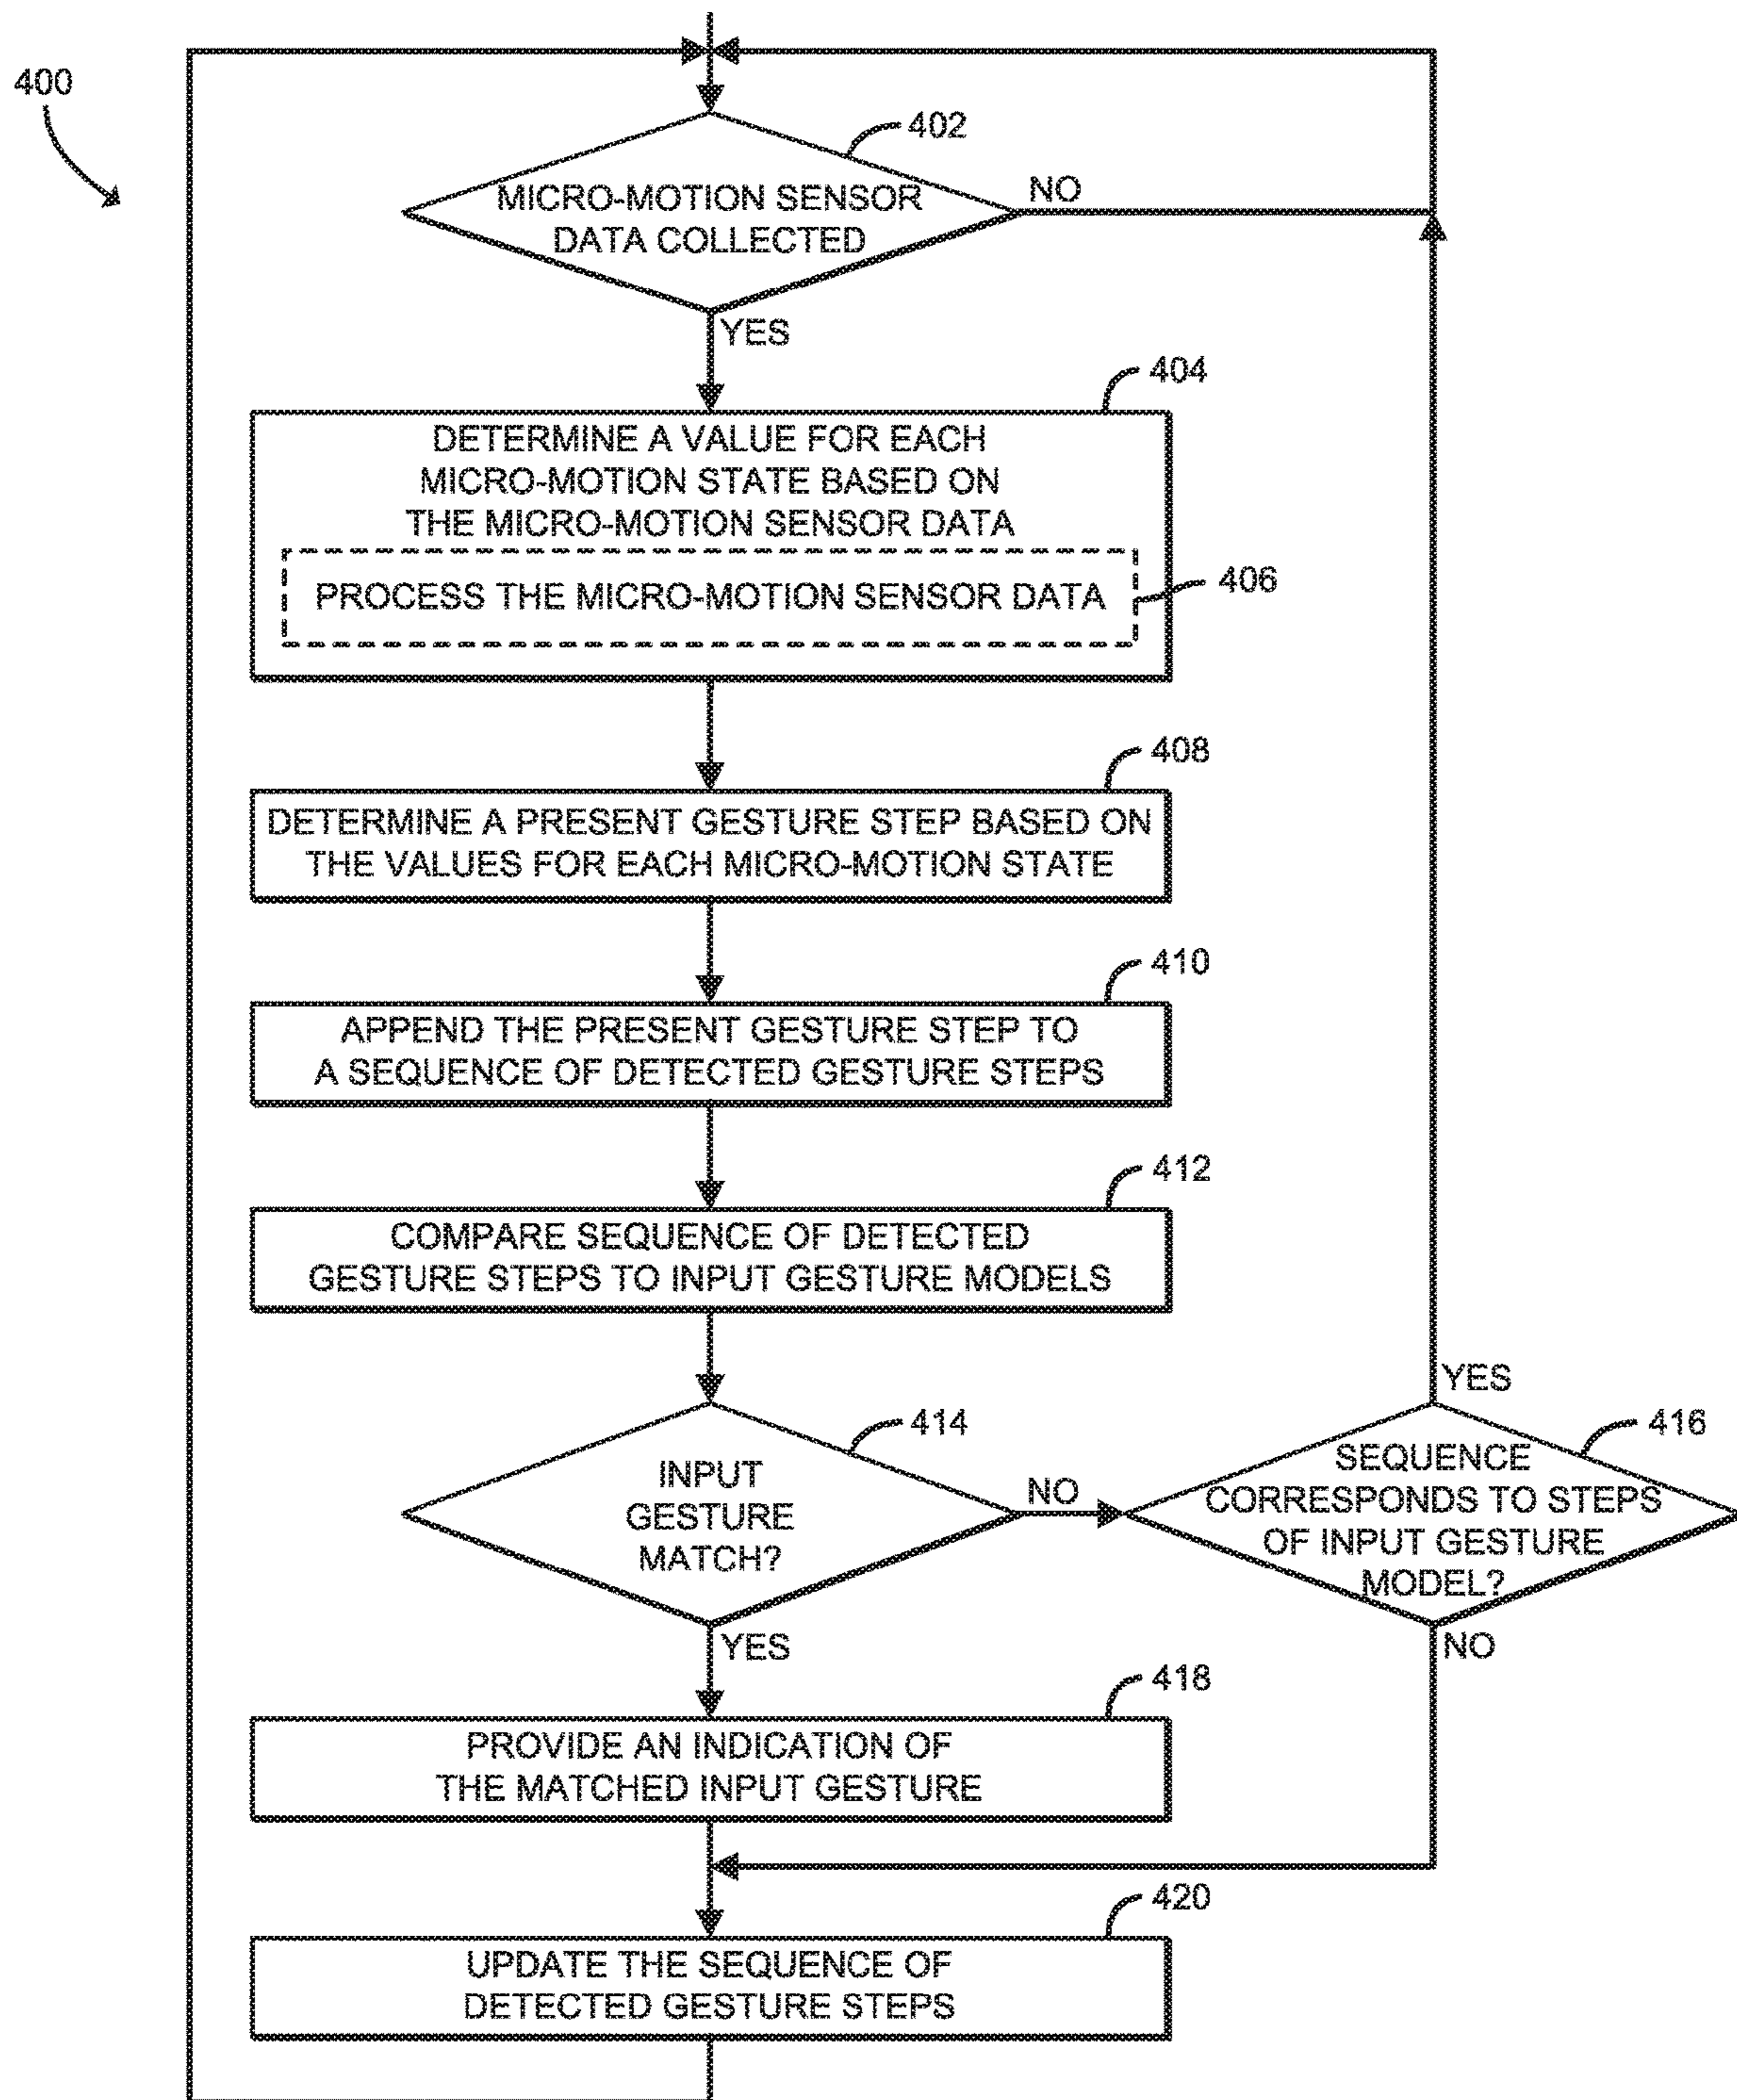 400
402
MICRO-MOTION SENSOR
DATA COLLECTED
NO
YES
404
DETERMINE A VALUE FOR EACH
MICRO-MOTION STATE BASED ON
THE MICRO-MOTION SENSOR DATA
PROCESS THE MICRO-MOTION SENSOR DATA
406
408
DETERMINE A PRESENT GESTURE STEP BASED ON
THE VALUES FOR EACH MICRO-MOTION STATE
410
APPEND THE PRESENT GESTURE STEP TO
A SEQUENCE OF DETECTED GESTURE STEPS
412
COMPARE SEQUENCE OF DETECTED
GESTURE STEPS TO INPUT GESTURE MODELS
414
INPUT
GESTURE
MATCH?
NO
YES
YES
416
SEQUENCE
CORRESPONDS TO STEPS
OF INPUT GESTURE
MODEL?
NO
418
PROVIDE AN INDICATION OF
THE MATCHED INPUT GESTURE
420
UPDATE THE SEQUENCE OF
DETECTED GESTURE STEPS